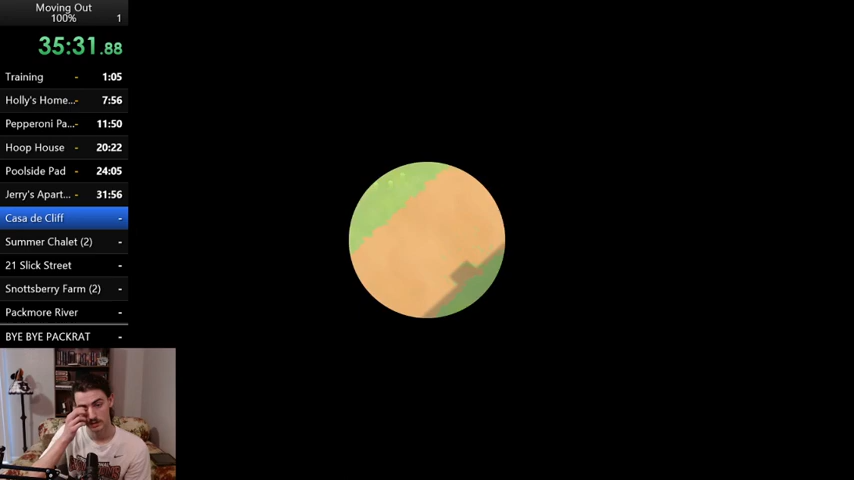 Moving Out
100% 1
35:31.88
Training - 1:05
Holly's Home... - 7:56
Pepperoni Pa... - 11:50
Hoop House - 20:22
Poolside Pad - 24:05
Jerry's Apart... - 31:56
Casa de Cliff -
Summer Chalet (2) -
21 Slick Street -
Snottsberry Farm (2) -
Packmore River -
BYE BYE PACKRAT -